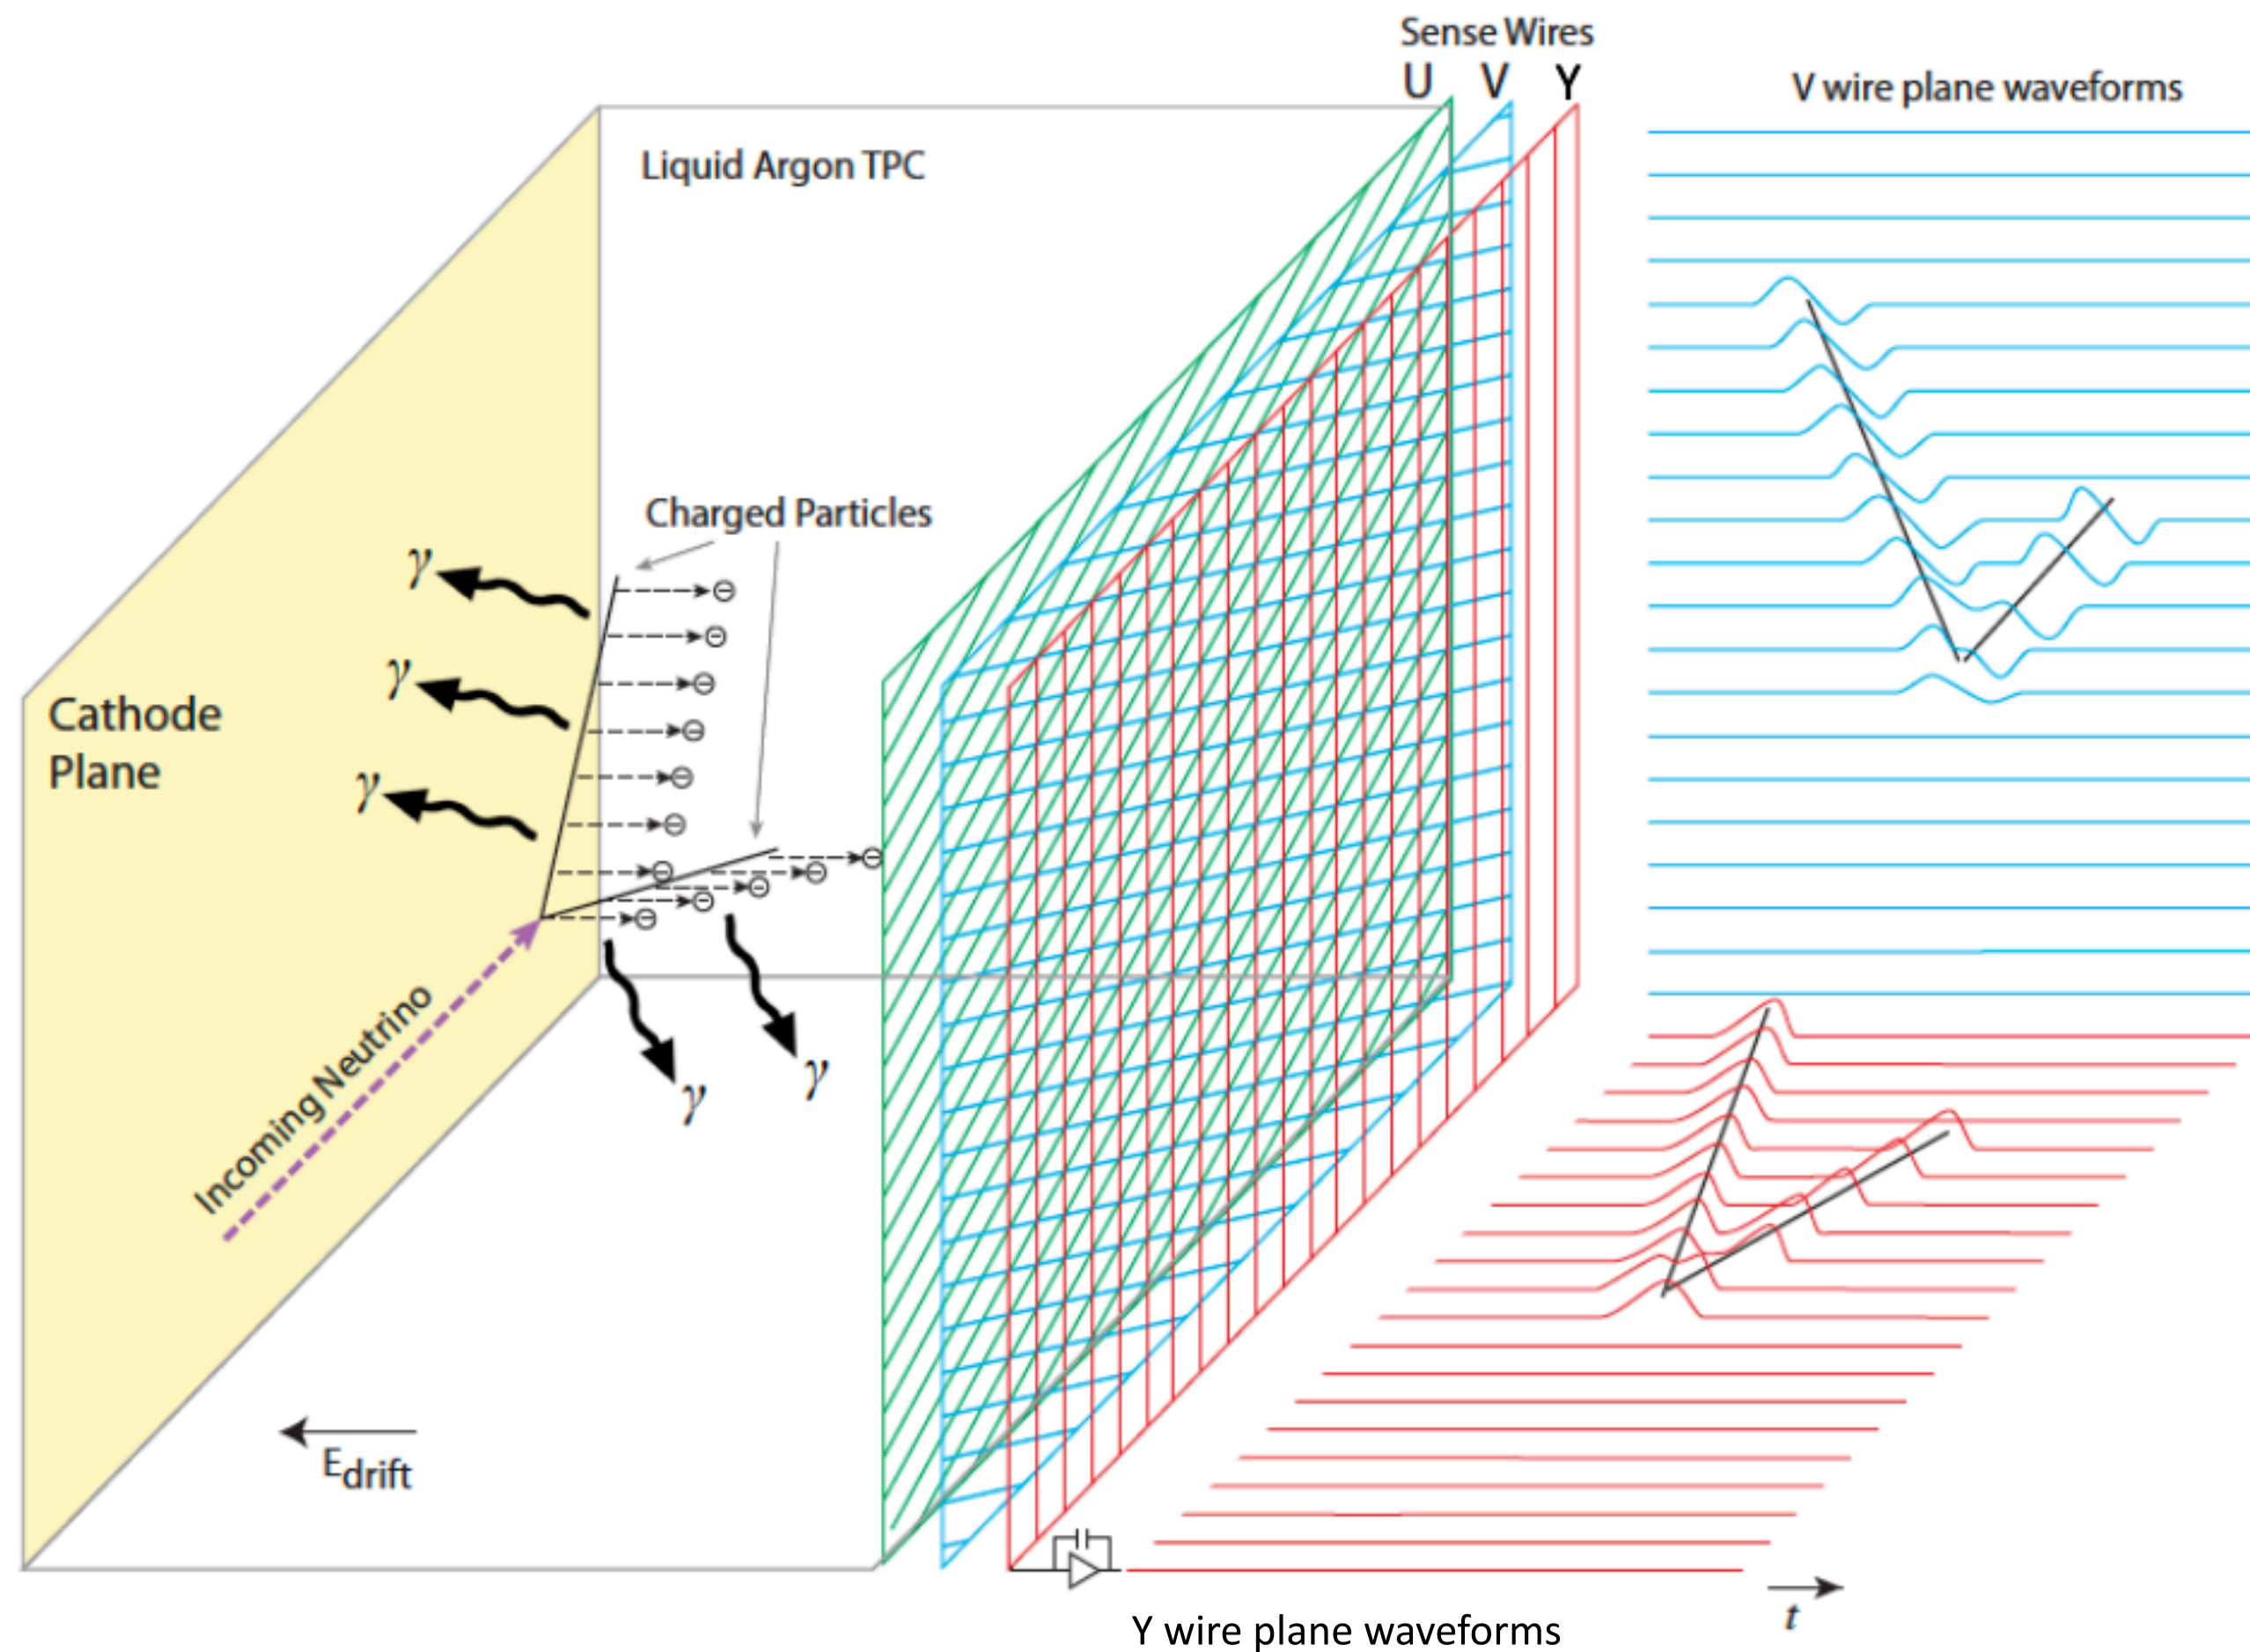 Sense Wires
U V Y
V wire plane waveforms
Liquid Argon TPC
Charged Particles
γ
γ
γ
Cathode
Plane
Incoming Neutrino
γ
γ
Edrift
t
Y wire plane waveforms